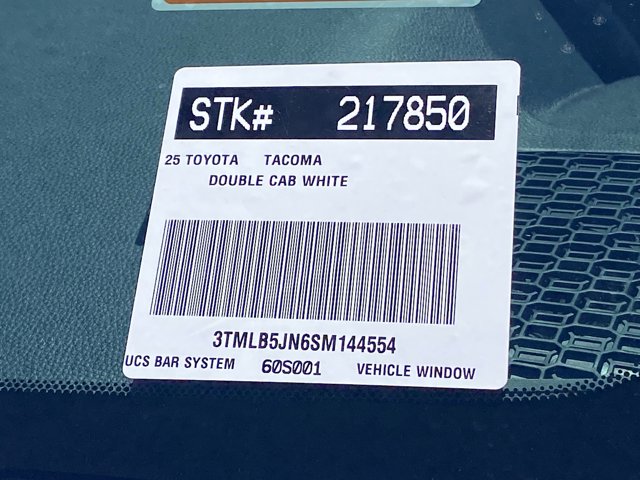 STK# 217850
25 TOYOTA TACOMA
DOUBLE CAB WHITE
3TMLB5JN6SM144554
UCS BAR SYSTEM 60S001 VEHICLE WINDOW